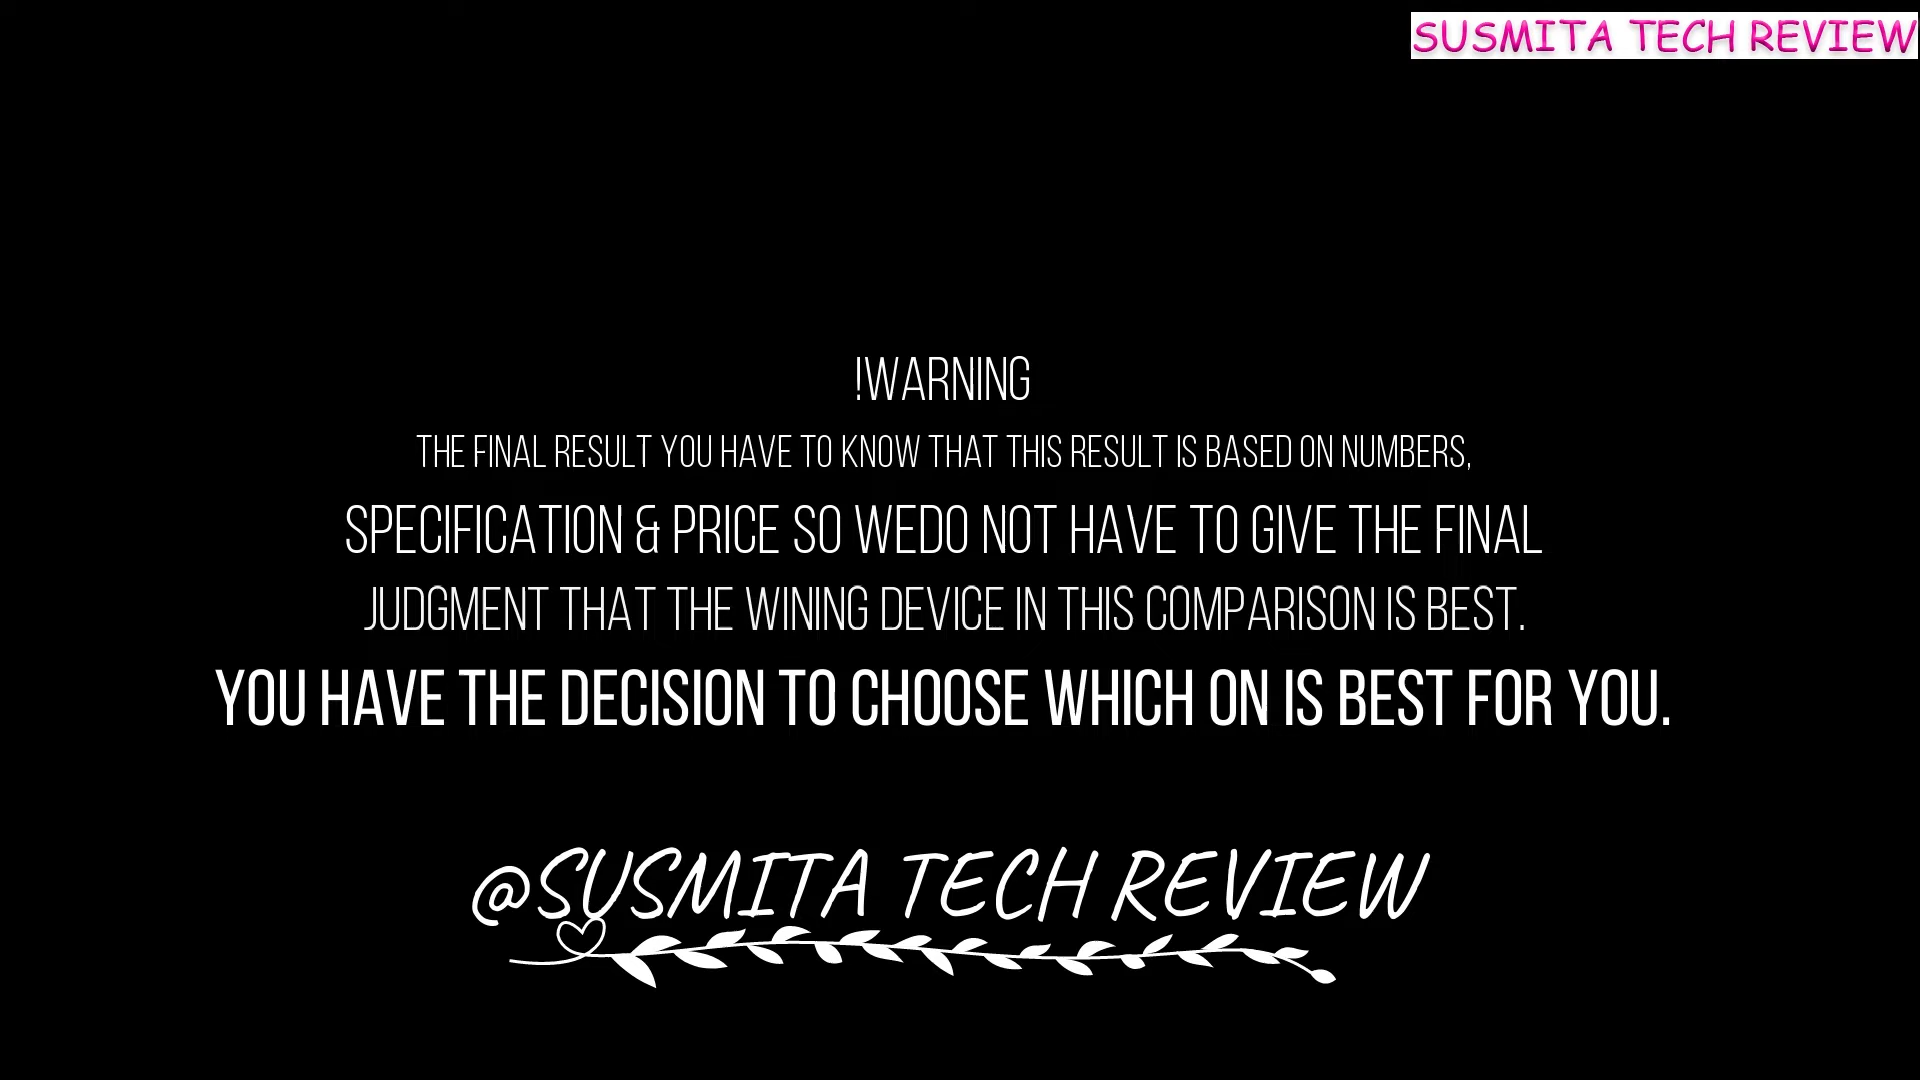 SUSMITA TECH REVIEW
!WARNING
THE FINAL RESULT YOU HAVE TO KNOW THAT THIS RESULT IS BASED ON NUMBERS,
SPECIFICATION & PRICE SO WEDO NOT HAVE TO GIVE THE FINAL
JUDGMENT THAT THE WINING DEVICE IN THIS COMPARISON IS BEST.
YOU HAVE THE DECISION TO CHOOSE WHICH ON IS BEST FOR YOU.
@SUSMITA TECH REVIEW